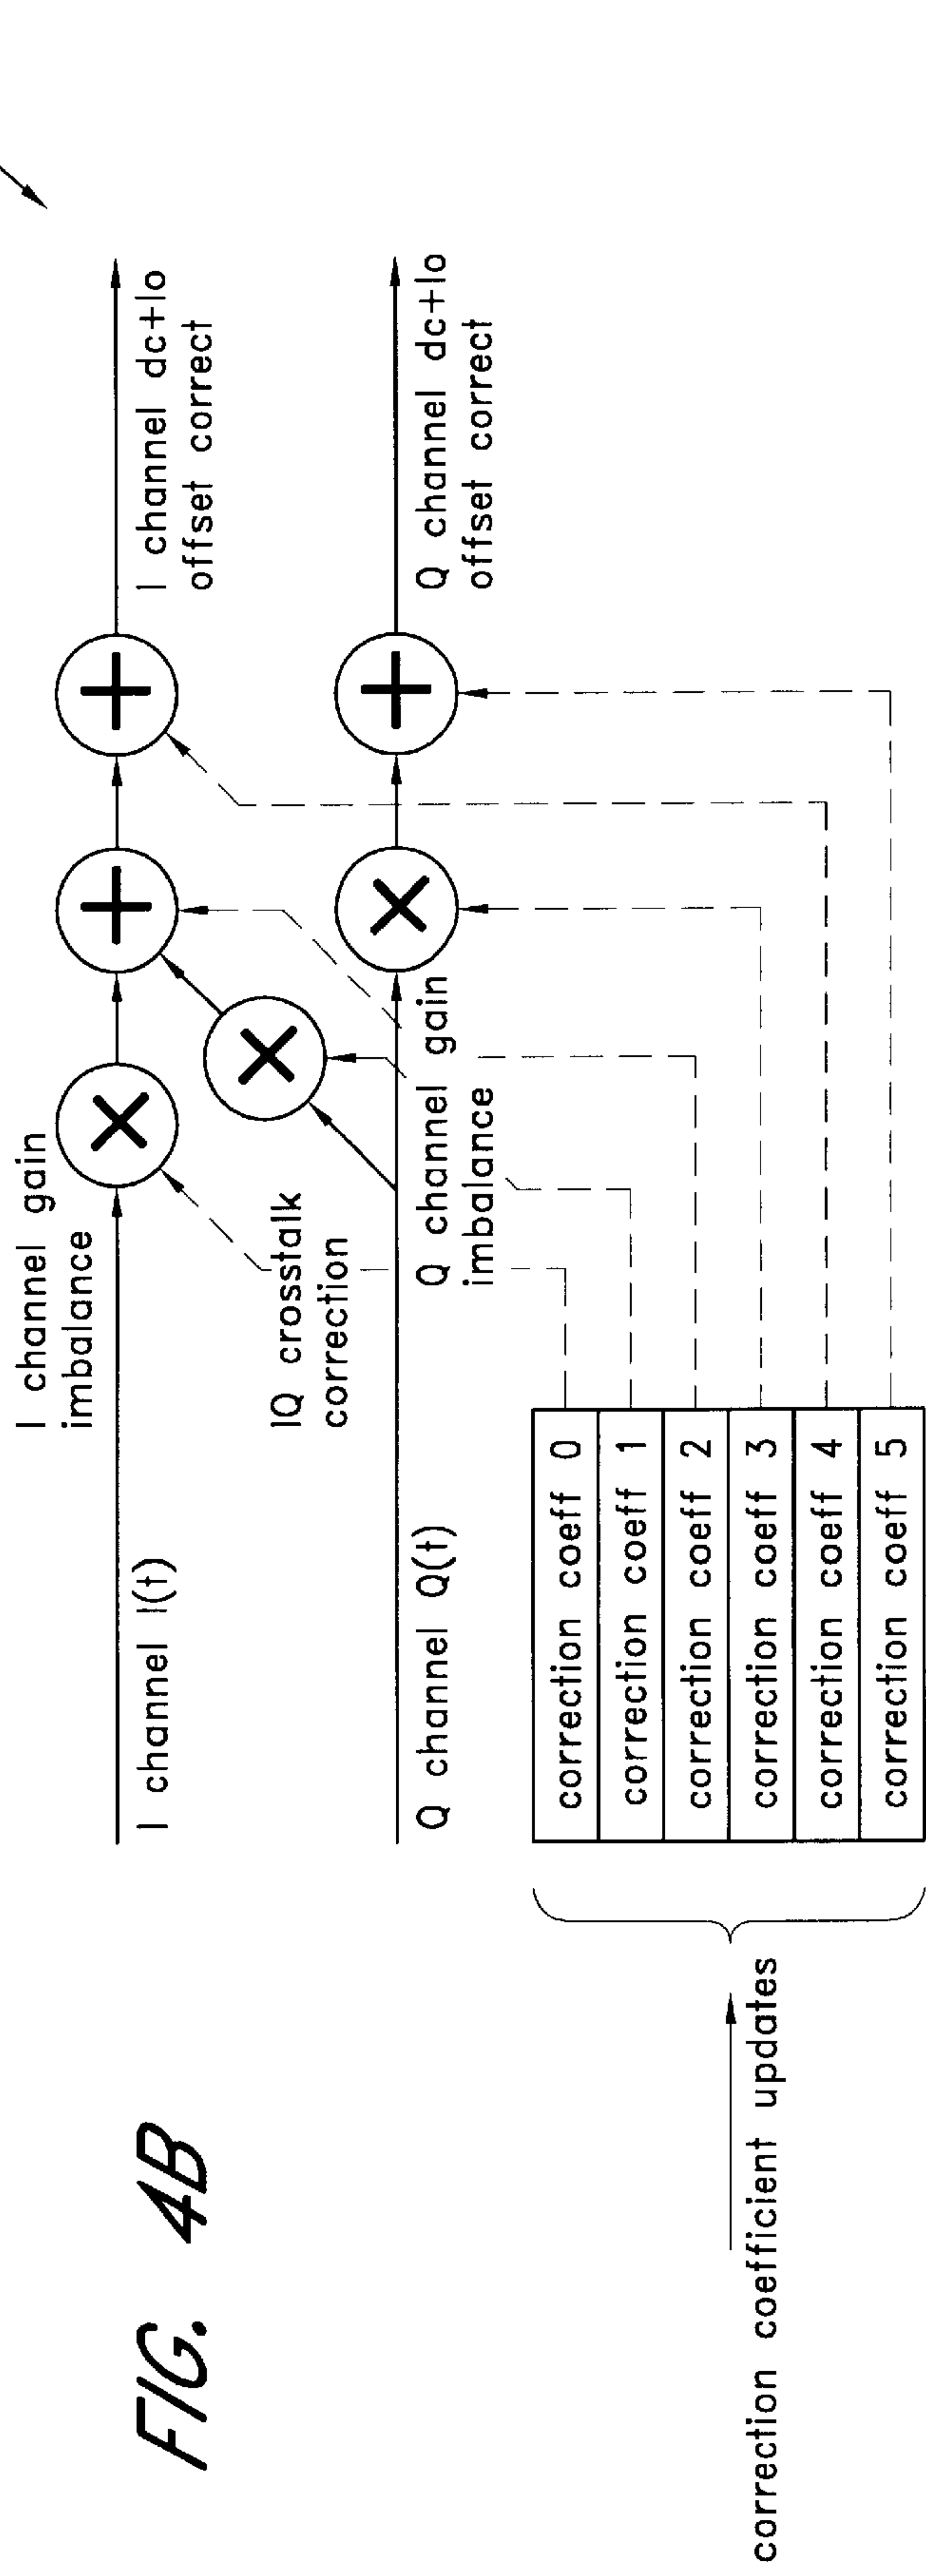 FIG. 4B
I channel gain
imbalance
I channel I(t)
I channel dc+lo
offset correct
IQ crosstalk
correction
Q channel Q(t)
Q channel gain
imbalance
Q channel dc+lo
offset correct
correction coeff 0
correction coeff 1
correction coeff 2
correction coeff 3
correction coeff 4
correction coeff 5
correction coefficient updates